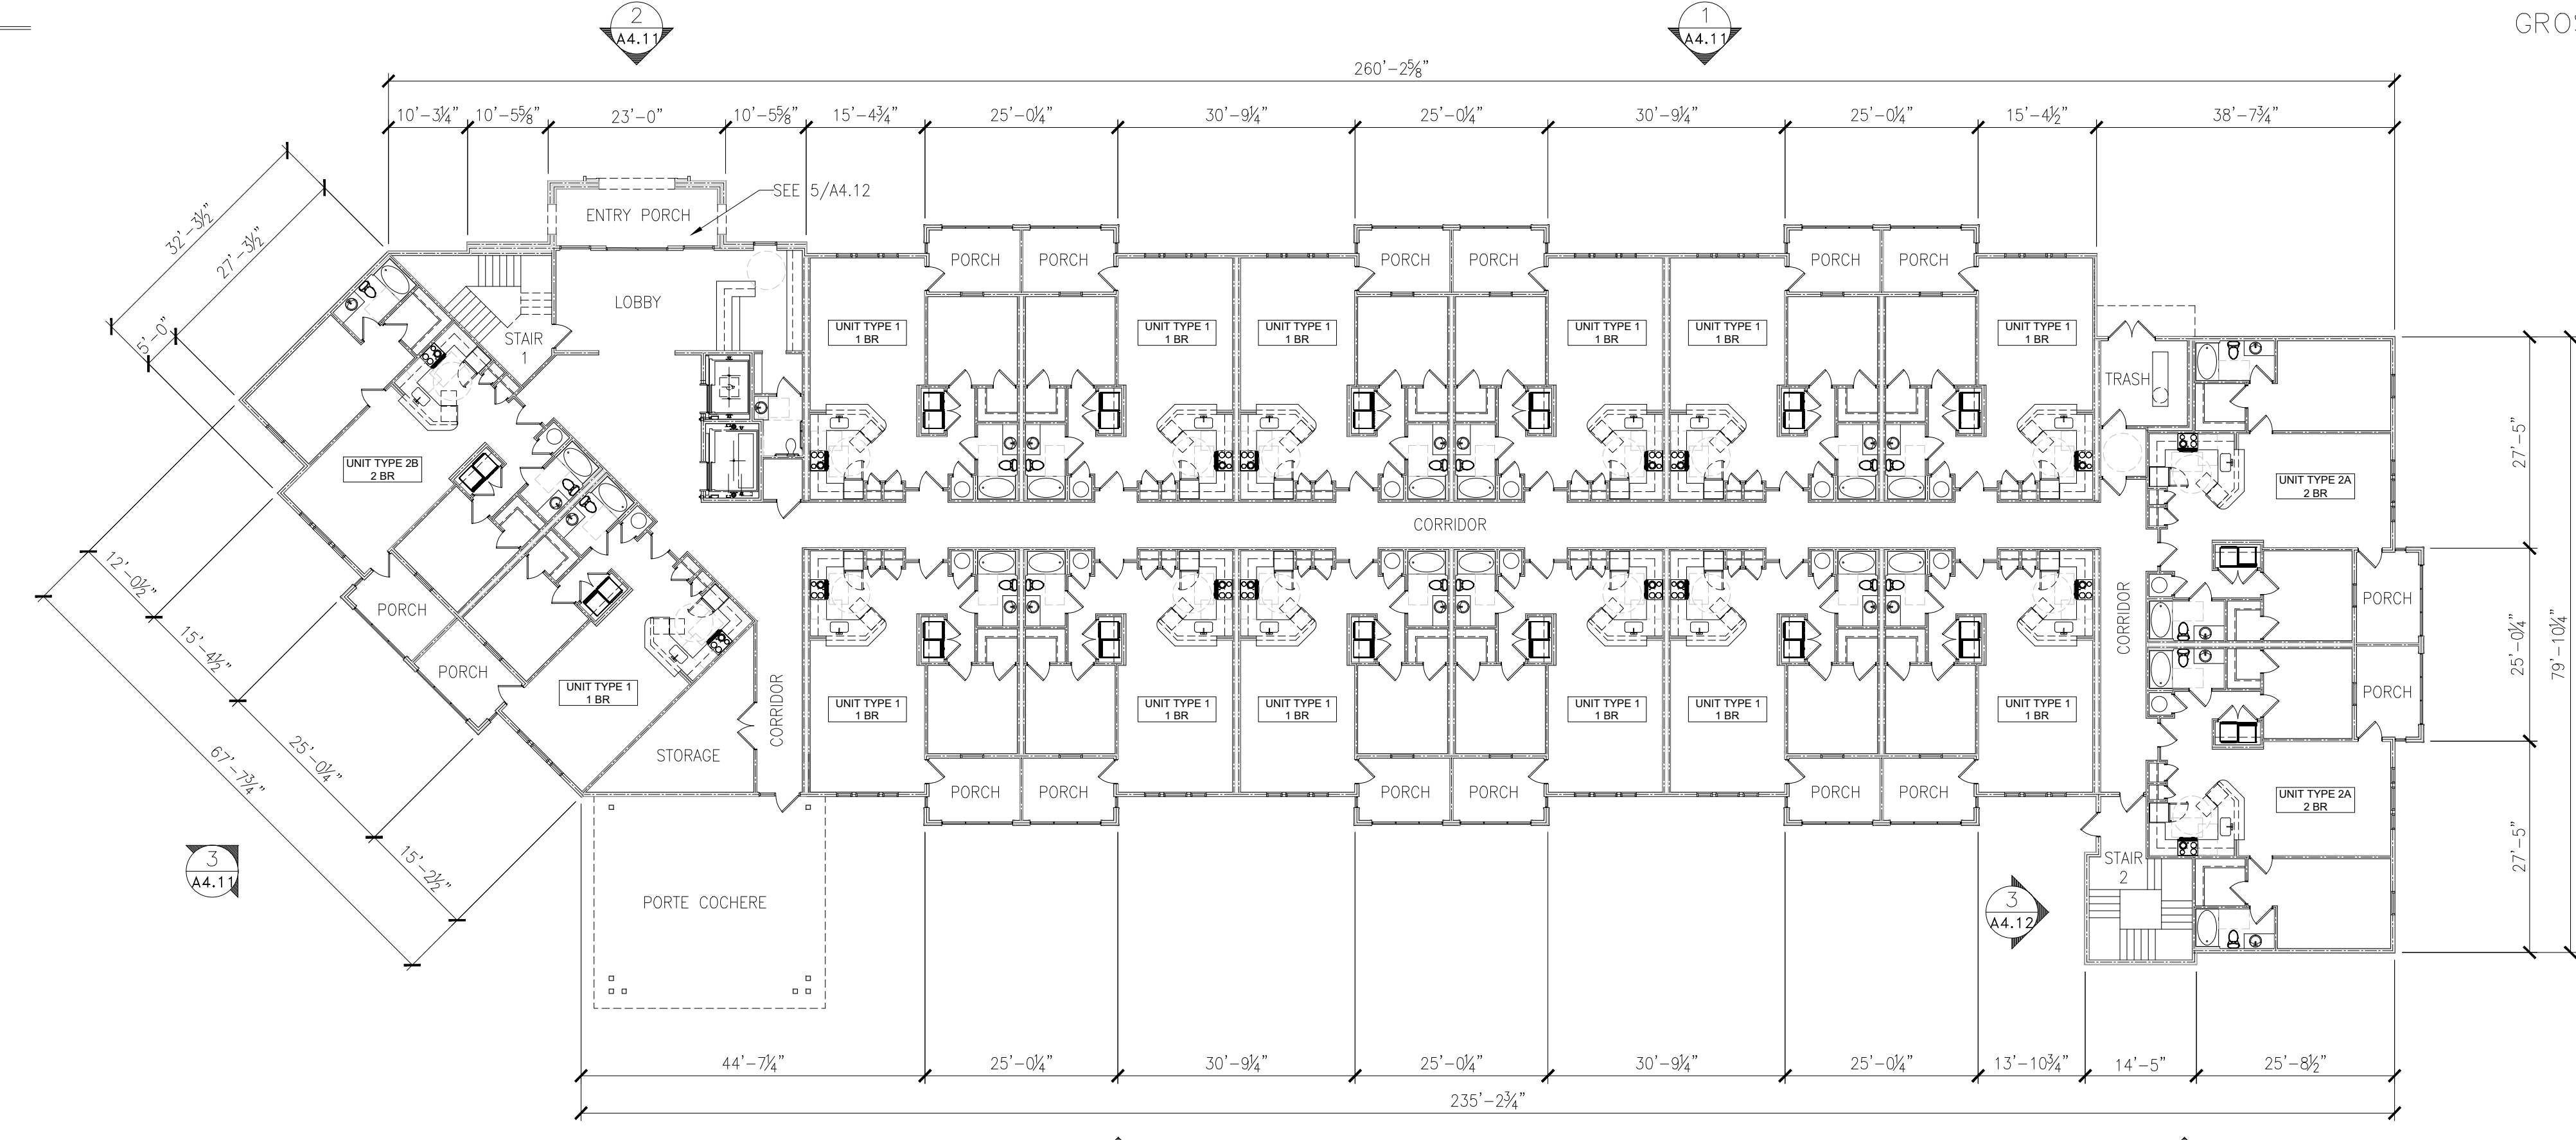 2
A4.11
1
A4.11
GROS
260'-2⅝"
10'-3¼"
10'-5⅝"
23'-0"
10'-5⅝"
15'-4¾"
25'-0¼"
30'-9¼"
25'-0¼"
30'-9¼"
25'-0¼"
15'-4½"
38'-7¾"
32'-3½"
27'-3½"
5'-0"
SEE 5/A4.12
ENTRY PORCH
LOBBY
STAIR
1
PORCH
PORCH
PORCH
PORCH
PORCH
PORCH
UNIT TYPE 1
1 BR
UNIT TYPE 1
1 BR
UNIT TYPE 1
1 BR
UNIT TYPE 1
1 BR
UNIT TYPE 1
1 BR
UNIT TYPE 1
1 BR
TRASH
27'-5"
UNIT TYPE 2B
2 BR
UNIT TYPE 2A
2 BR
CORRIDOR
12'-0½"
15'-4½"
25'-0¼"
15'-2½"
67'-7¾"
PORCH
PORCH
UNIT TYPE 1
1 BR
STORAGE
CORRIDOR
UNIT TYPE 1
1 BR
UNIT TYPE 1
1 BR
UNIT TYPE 1
1 BR
UNIT TYPE 1
1 BR
UNIT TYPE 1
1 BR
UNIT TYPE 1
1 BR
CORRIDOR
PORCH
PORCH
25'-0¼"
79'-10¼"
PORCH
PORCH
PORCH
PORCH
PORCH
PORCH
UNIT TYPE 2A
2 BR
27'-5"
STAIR
2
3
A4.11
PORTE COCHERE
3
A4.12
44'-7¼"
25'-0¼"
30'-9¼"
25'-0¼"
30'-9¼"
25'-0¼"
13'-10¾"
14'-5"
25'-8½"
235'-2¾"